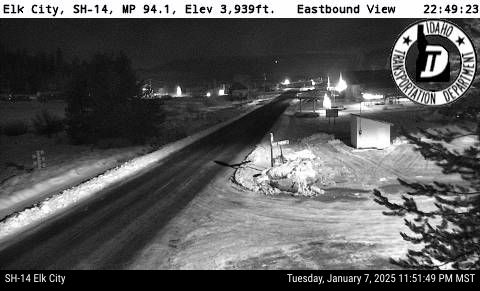 Elk City, SH-14, MP 94.1, Elev 3,939ft. Eastbound View 22:49:23
IDAHO
TRANSPORTATION DEPARTMENT
SH-14 Elk City Tuesday, January 7, 2025 11:51:49 PM MST